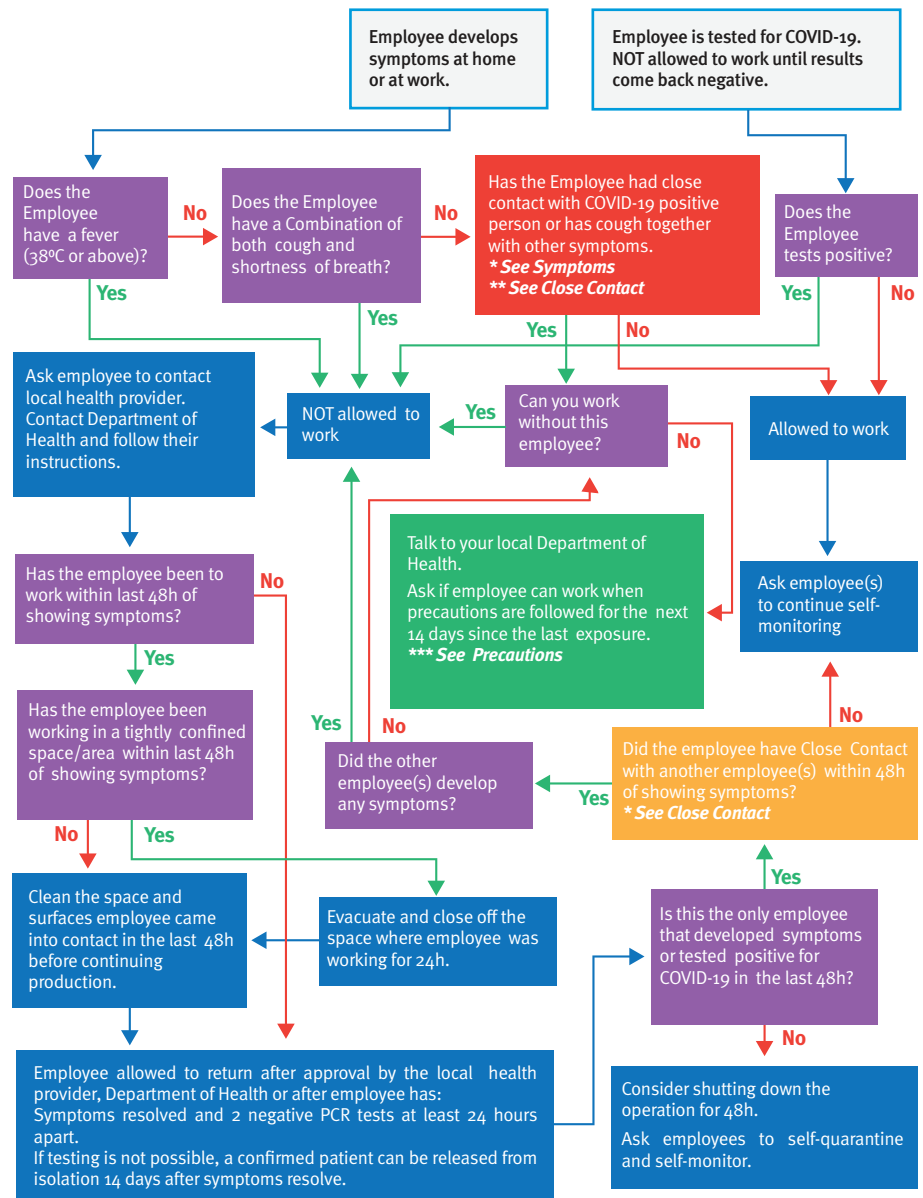 Employee develops
symptoms at home
or at work.
Employee is tested for COVID-19.
NOT allowed to work until results
come back negative.
Does the
Employee
have a fever
(38ºC or above)?
No
Does the Employee
have a Combination of
both cough and
shortness of breath?
No
Has the Employee had close
contact with COVID-19 positive
person or has cough together
with other symptoms.
* See Symptoms
** See Close Contact
Does the
Employee
tests positive?
Yes
Yes
Yes
No
Yes
No
Ask employee to contact
local health provider.
Contact Department of
Health and follow their
instructions.
NOT allowed to
work
Yes
Can you work
without this
employee?
No
Allowed to work
Talk to your local Department of
Health.
Ask if employee can work when
precautions are followed for the next
14 days since the last exposure.
*** See Precautions
Ask employee(s)
to continue self-
monitoring
Has the employee been to
work within last 48h of
showing symptoms?
No
Yes
Has the employee been
working in a tightly confined
space/area within last 48h
of showing symptoms?
Yes
No
Did the other
employee(s) develop
any symptoms?
Yes
No
Did the employee have Close Contact
with another employee(s) within 48h
of showing symptoms?
* See Close Contact
No
Yes
Yes
Clean the space and
surfaces employee came
into contact in the last 48h
before continuing
production.
Evacuate and close off the
space where employee was
working for 24h.
Is this the only employee
that developed symptoms
or tested positive for
COVID-19 in the last 48h?
No
Employee allowed to return after approval by the local health
provider, Department of Health or after employee has:
Symptoms resolved and 2 negative PCR tests at least 24 hours
apart.
If testing is not possible, a confirmed patient can be released from
isolation 14 days after symptoms resolve.
Consider shutting down the
operation for 48h.
Ask employees to self-quarantine
and self-monitor.